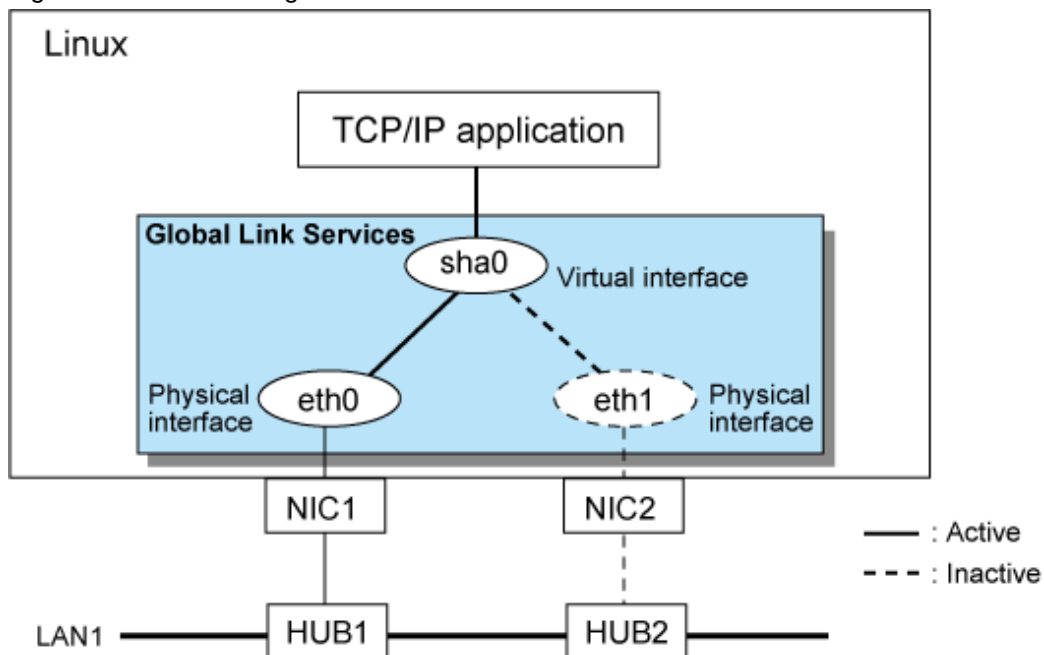 Linux
TCP/IP application
Global Link Services
sha0
Virtual interface
Physical
interface
eth0
eth1
Physical
interface
NIC1
NIC2
: Active
: Inactive
LAN1
HUB1
HUB2